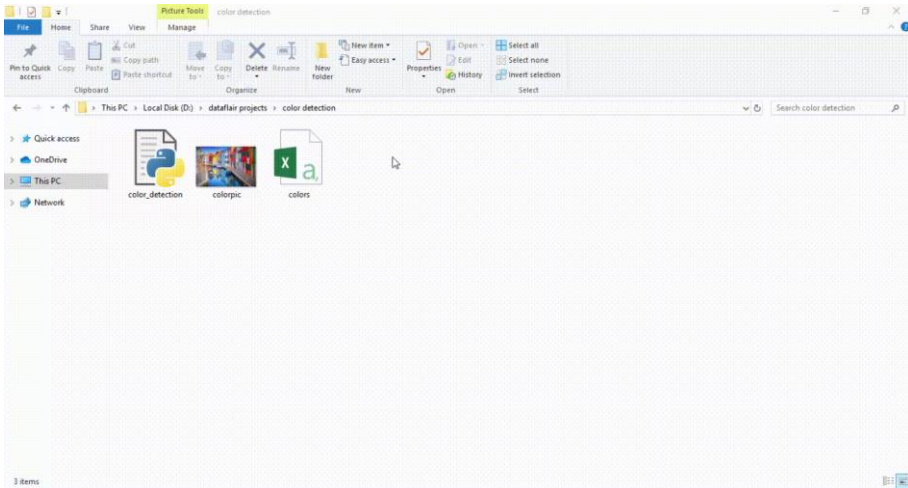 Picture Tools color detection
File Home Share View Manage
Pin to Quick access
Copy
Paste
Cut
Copy path
Paste shortcut
Clipboard
Move to
Copy to
Delete
Rename
Organize
New folder
New item
Easy access
New
Properties
Open
Edit
History
Open
Select all
Select none
Invert selection
Select
This PC > Local Disk (D:) > dataflair projects > color detection
Search color detection
Quick access
OneDrive
This PC
Network
color_detection
colorpic
colors
X
a,
3 items